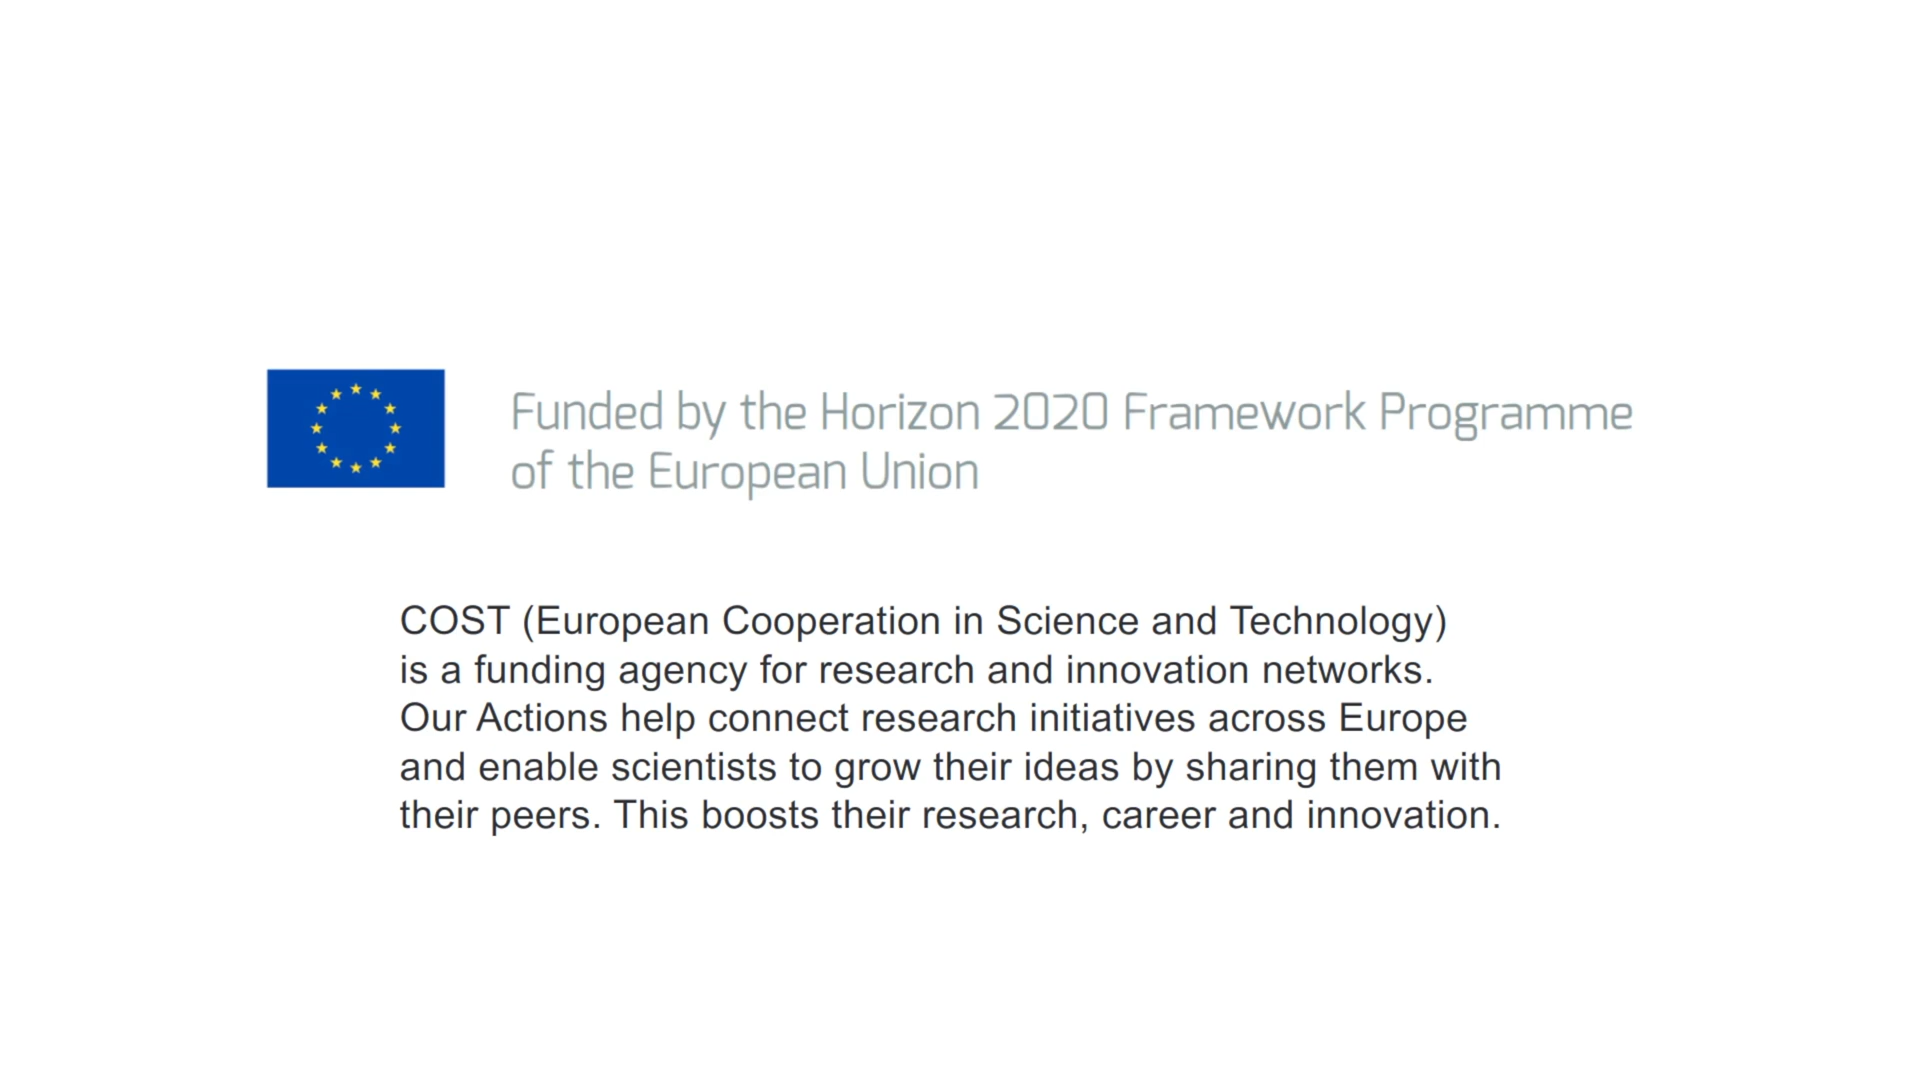 Funded by the Horizon 2020 Framework Programme
of the European Union
COST (European Cooperation in Science and Technology)
is a funding agency for research and innovation networks.
Our Actions help connect research initiatives across Europe
and enable scientists to grow their ideas by sharing them with
their peers. This boosts their research, career and innovation.